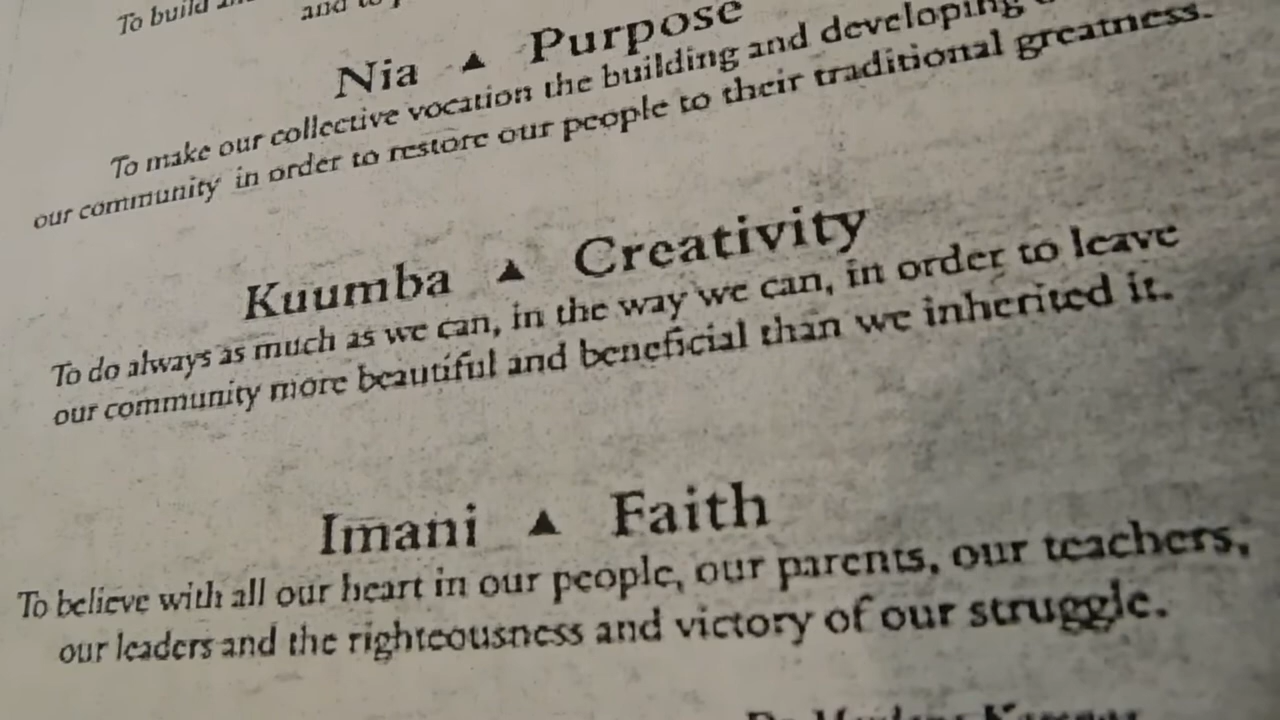 To build
and to
Nia ▲ Purpose
To make our collective vocation the building and developing
our community in order to restore our people to their traditional greatness.
Kuumba ▲ Creativity
To do always as much as we can, in the way we can, in order to leave
our community more beautiful and beneficial than we inherited it.
Imani ▲ Faith
To believe with all our heart in our people, our parents, our teachers,
our leaders and the righteousness and victory of our struggle.